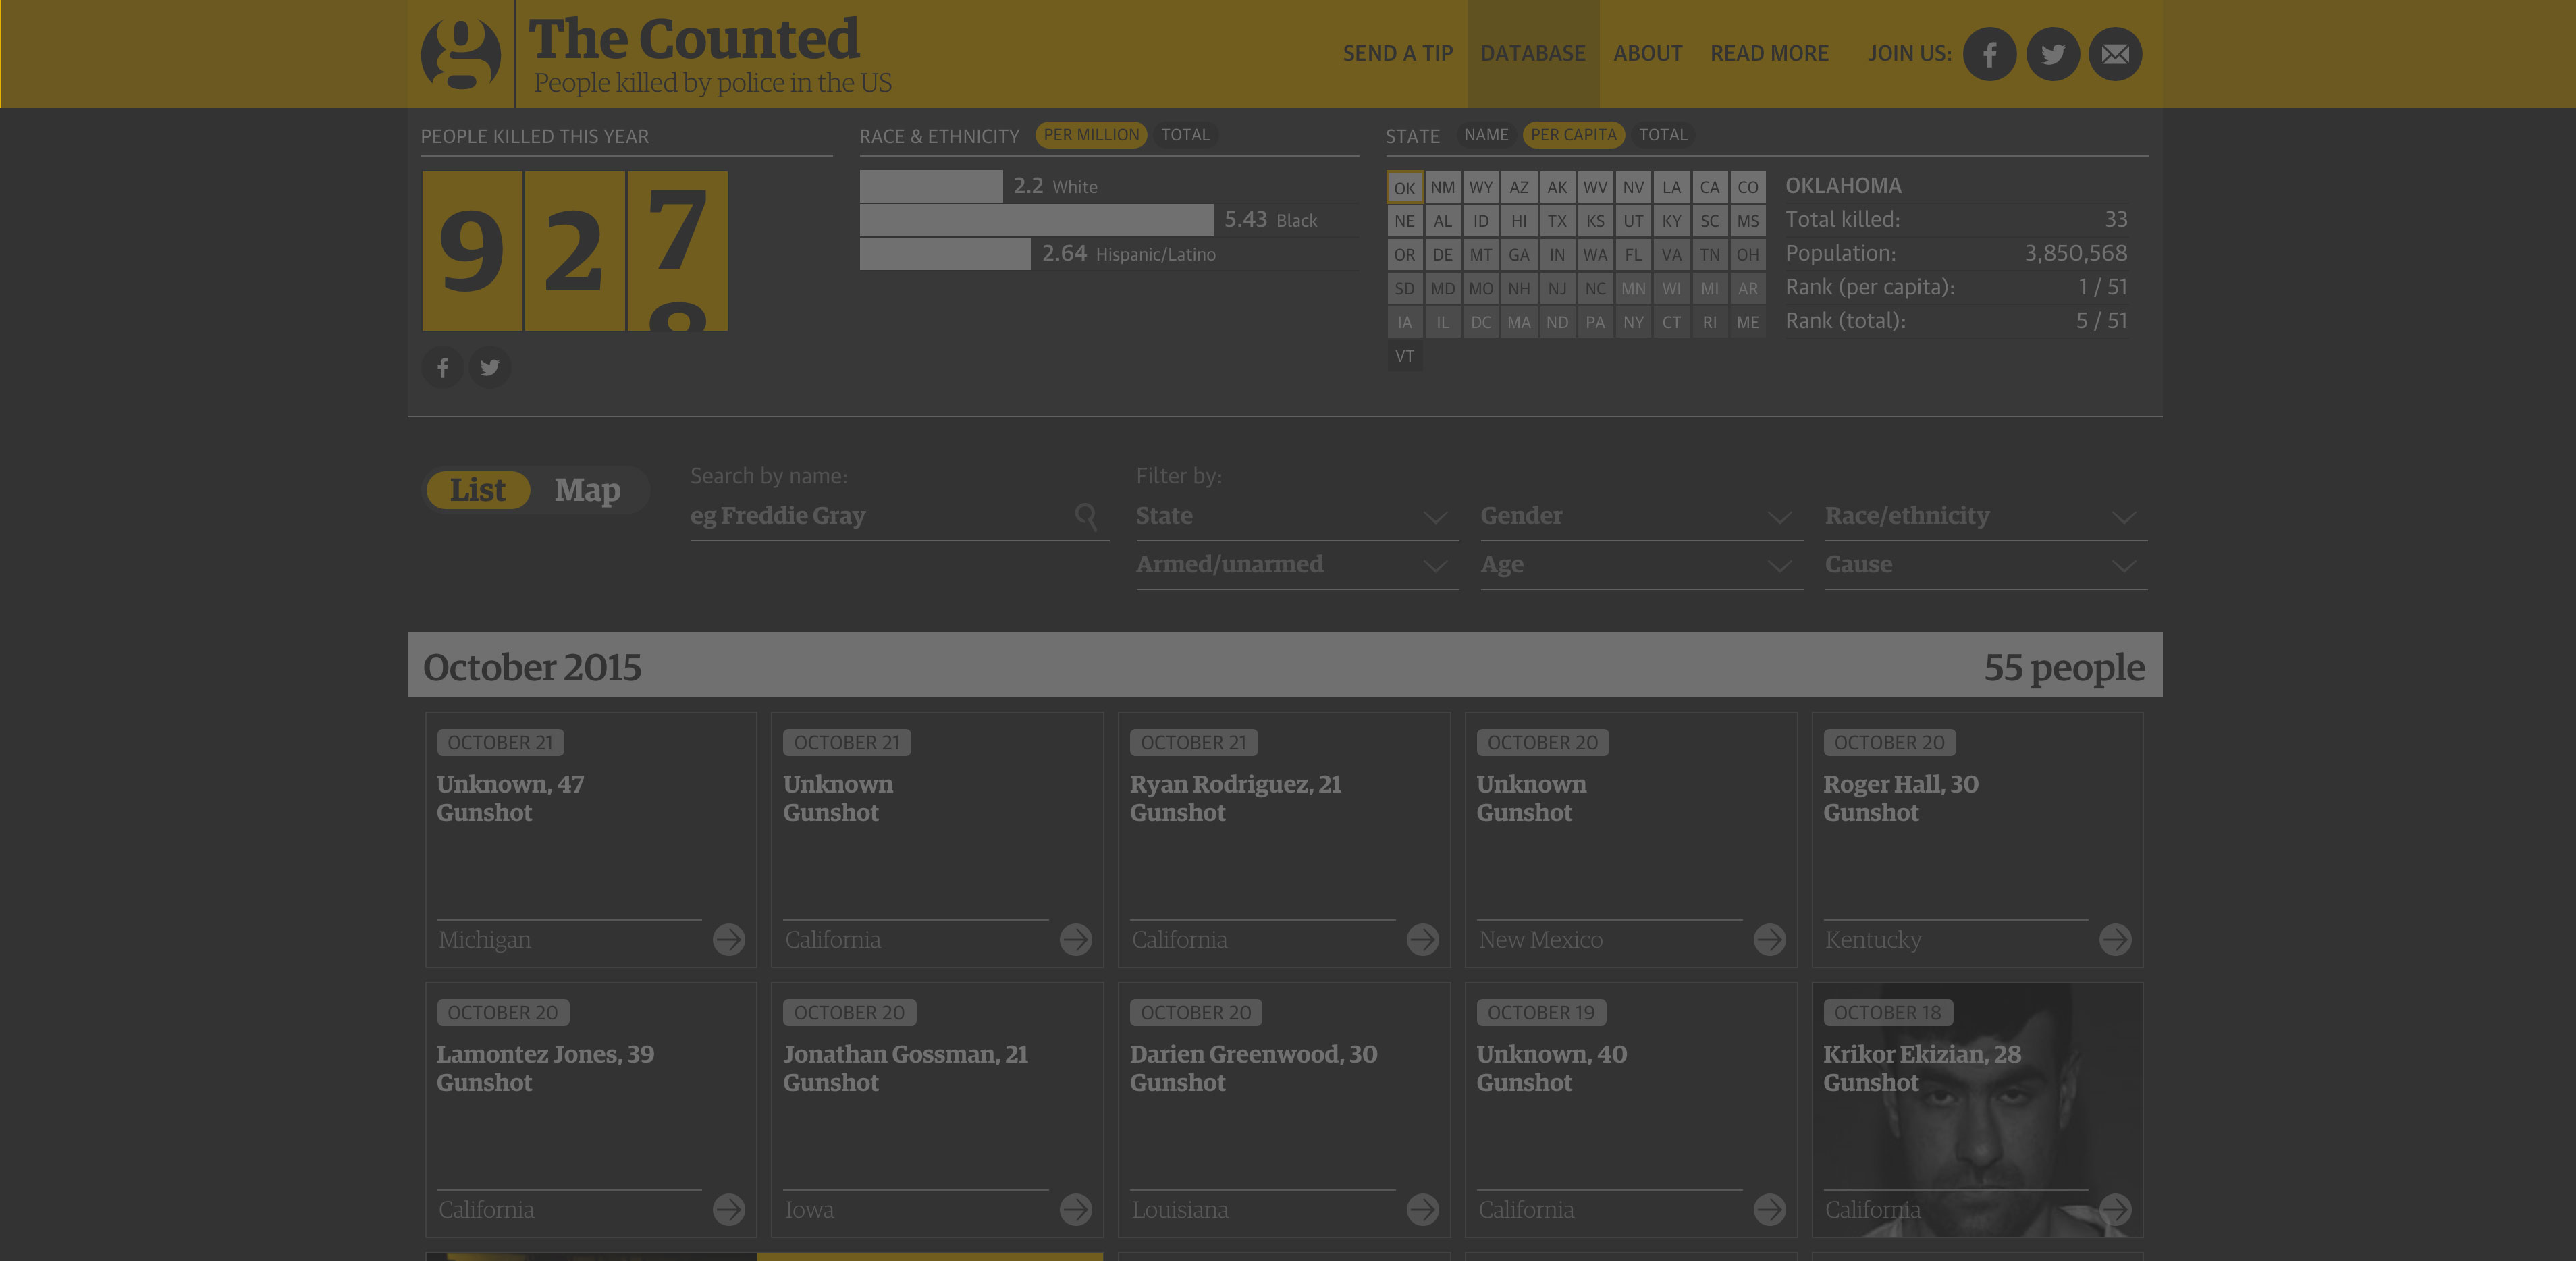 The Counted
People killed by police in the US
SEND A TIP DATABASE ABOUT READ MORE JOIN US:
PEOPLE KILLED THIS YEAR
9 2 7
8
RACE & ETHNICITY PER MILLION TOTAL
2.2 White
5.43 Black
2.64 Hispanic/Latino
STATE NAME PER CAPITA TOTAL
OK NM WY AZ AK WV NV LA CA CO
NE AL ID HI TX KS UT KY SC MS
OR DE MT GA IN WA FL VA TN OH
SD MD MO NH NJ NC MN WI MI AR
IA IL DC MA ND PA NY CT RI ME
VT
OKLAHOMA
Total killed: 33
Population: 3,850,568
Rank (per capita): 1 / 51
Rank (total): 5 / 51
List Map
Search by name:
eg Freddie Gray
Filter by:
State Gender Race/ethnicity
Armed/unarmed Age Cause
October 2015 55 people
OCTOBER 21
Unknown, 47
Gunshot
Michigan
OCTOBER 21
Unknown
Gunshot
California
OCTOBER 21
Ryan Rodriguez, 21
Gunshot
California
OCTOBER 20
Unknown
Gunshot
New Mexico
OCTOBER 20
Roger Hall, 30
Gunshot
Kentucky
OCTOBER 20
Lamontez Jones, 39
Gunshot
California
OCTOBER 20
Jonathan Gossman, 21
Gunshot
Iowa
OCTOBER 20
Darien Greenwood, 30
Gunshot
Louisiana
OCTOBER 19
Unknown, 40
Gunshot
California
OCTOBER 18
Krikor Ekizian, 28
Gunshot
California